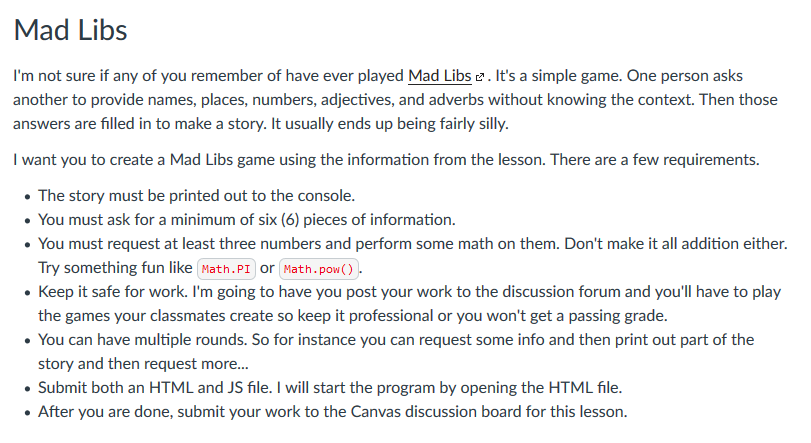 Mad Libs
I'm not sure if any of you remember of have ever played Mad Libs. It's a simple game. One person asks
another to provide names, places, numbers, adjectives, and adverbs without knowing the context. Then those
answers are filled in to make a story. It usually ends up being fairly silly.
I want you to create a Mad Libs game using the information from the lesson. There are a few requirements.
• The story must be printed out to the console.
• You must ask for a minimum of six (6) pieces of information.
• You must request at least three numbers and perform some math on them. Don't make it all addition either.
Try something fun like Math.PI or Math.pow().
• Keep it safe for work. I'm going to have you post your work to the discussion forum and you'll have to play
the games your classmates create so keep it professional or you won't get a passing grade.
• You can have multiple rounds. So for instance you can request some info and then print out part of the
story and then request more...
• Submit both an HTML and JS file. I will start the program by opening the HTML file.
• After you are done, submit your work to the Canvas discussion board for this lesson.